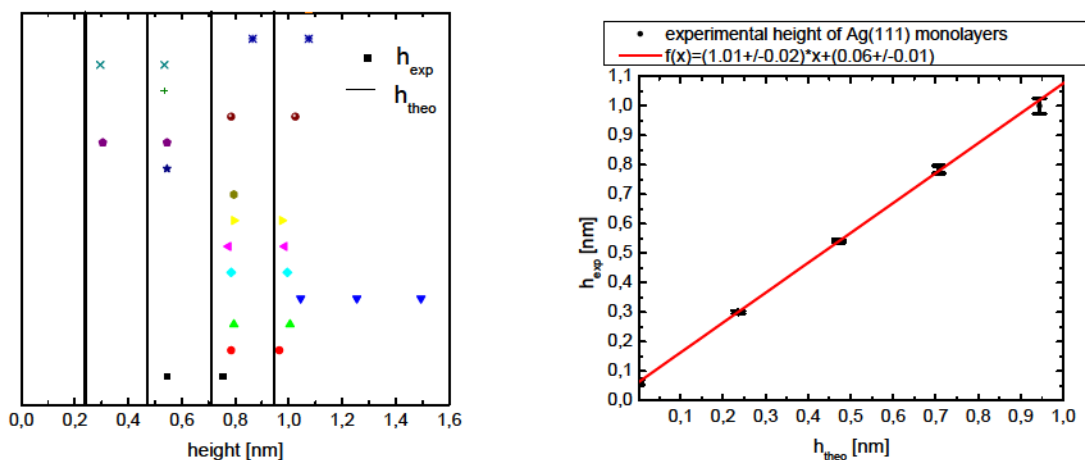 h_exp
h_theo
0,0 0,2 0,4 0,6 0,8 1,0 1,2 1,4 1,6
height [nm]
experimental height of Ag(111) monolayers
f(x)=(1.01+/-0.02)*x+(0.06+/-0.01)
1,1
1,0
0,9
0,8
0,7
0,6
0,5
0,4
0,3
0,2
0,1
0,0
h_exp [nm]
0,1 0,2 0,3 0,4 0,5 0,6 0,7 0,8 0,9 1,0
h_theo [nm]